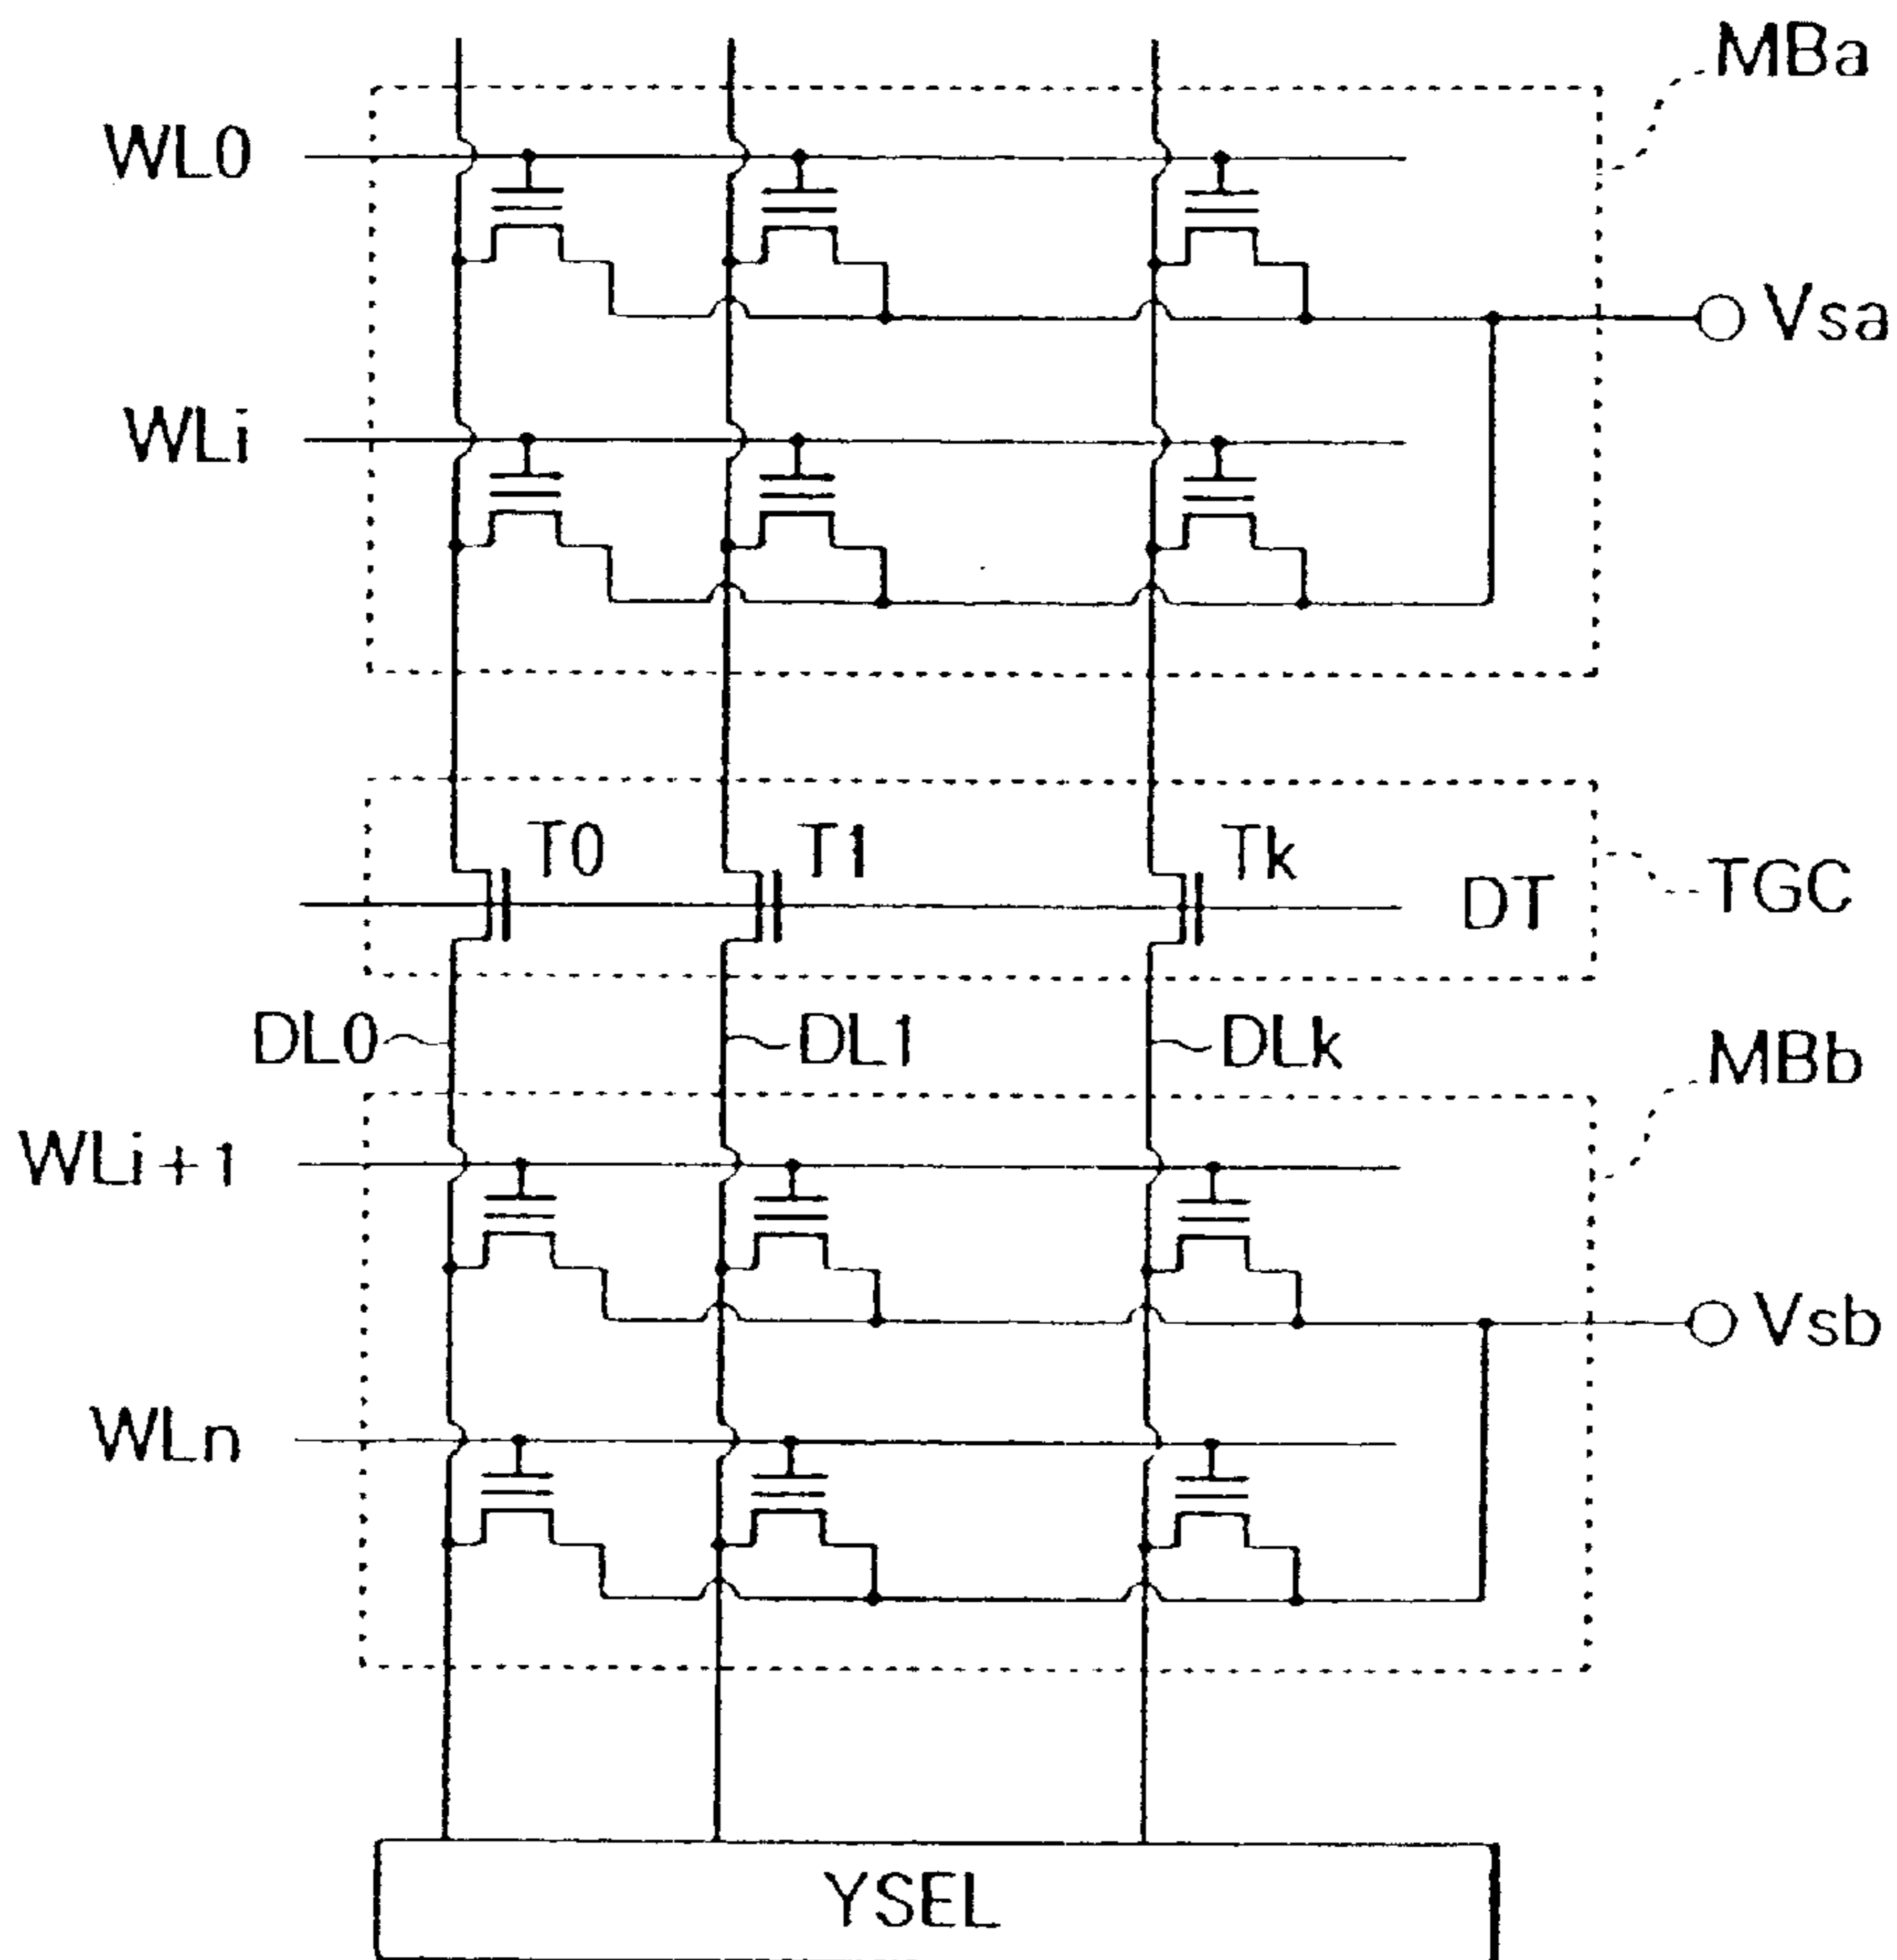 MBa
WL0
Vsa
WLi
T0
T1
Tk
DT
TGC
DL0
DL1
DLk
MBb
WLi+1
Vsb
WLn
YSEL